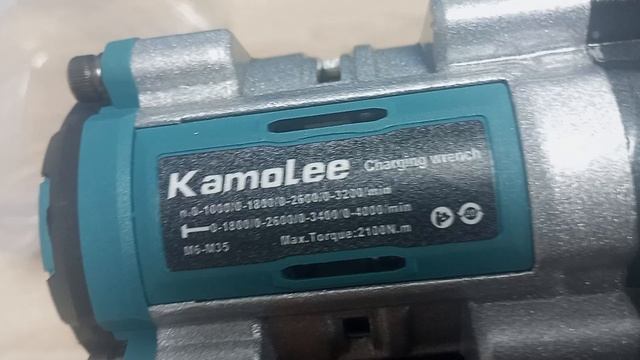 KamoLee Charging wrench
n.0-1000/0-1800/0-2600/0-3200/min
0-1800/0-2600/0-3400/0-4000/min
M6-M35 Max.Torque:2100N.m